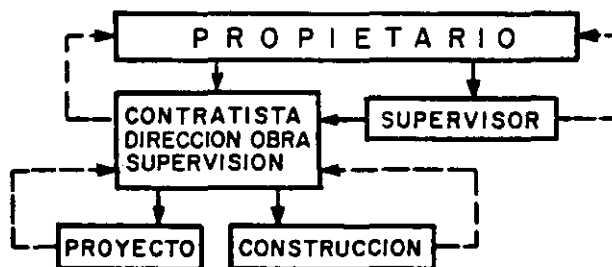 PROPIETARIO
CONTRATISTA
DIRECCION OBRA
SUPERVISION
SUPERVISOR
PROYECTO
CONSTRUCCION